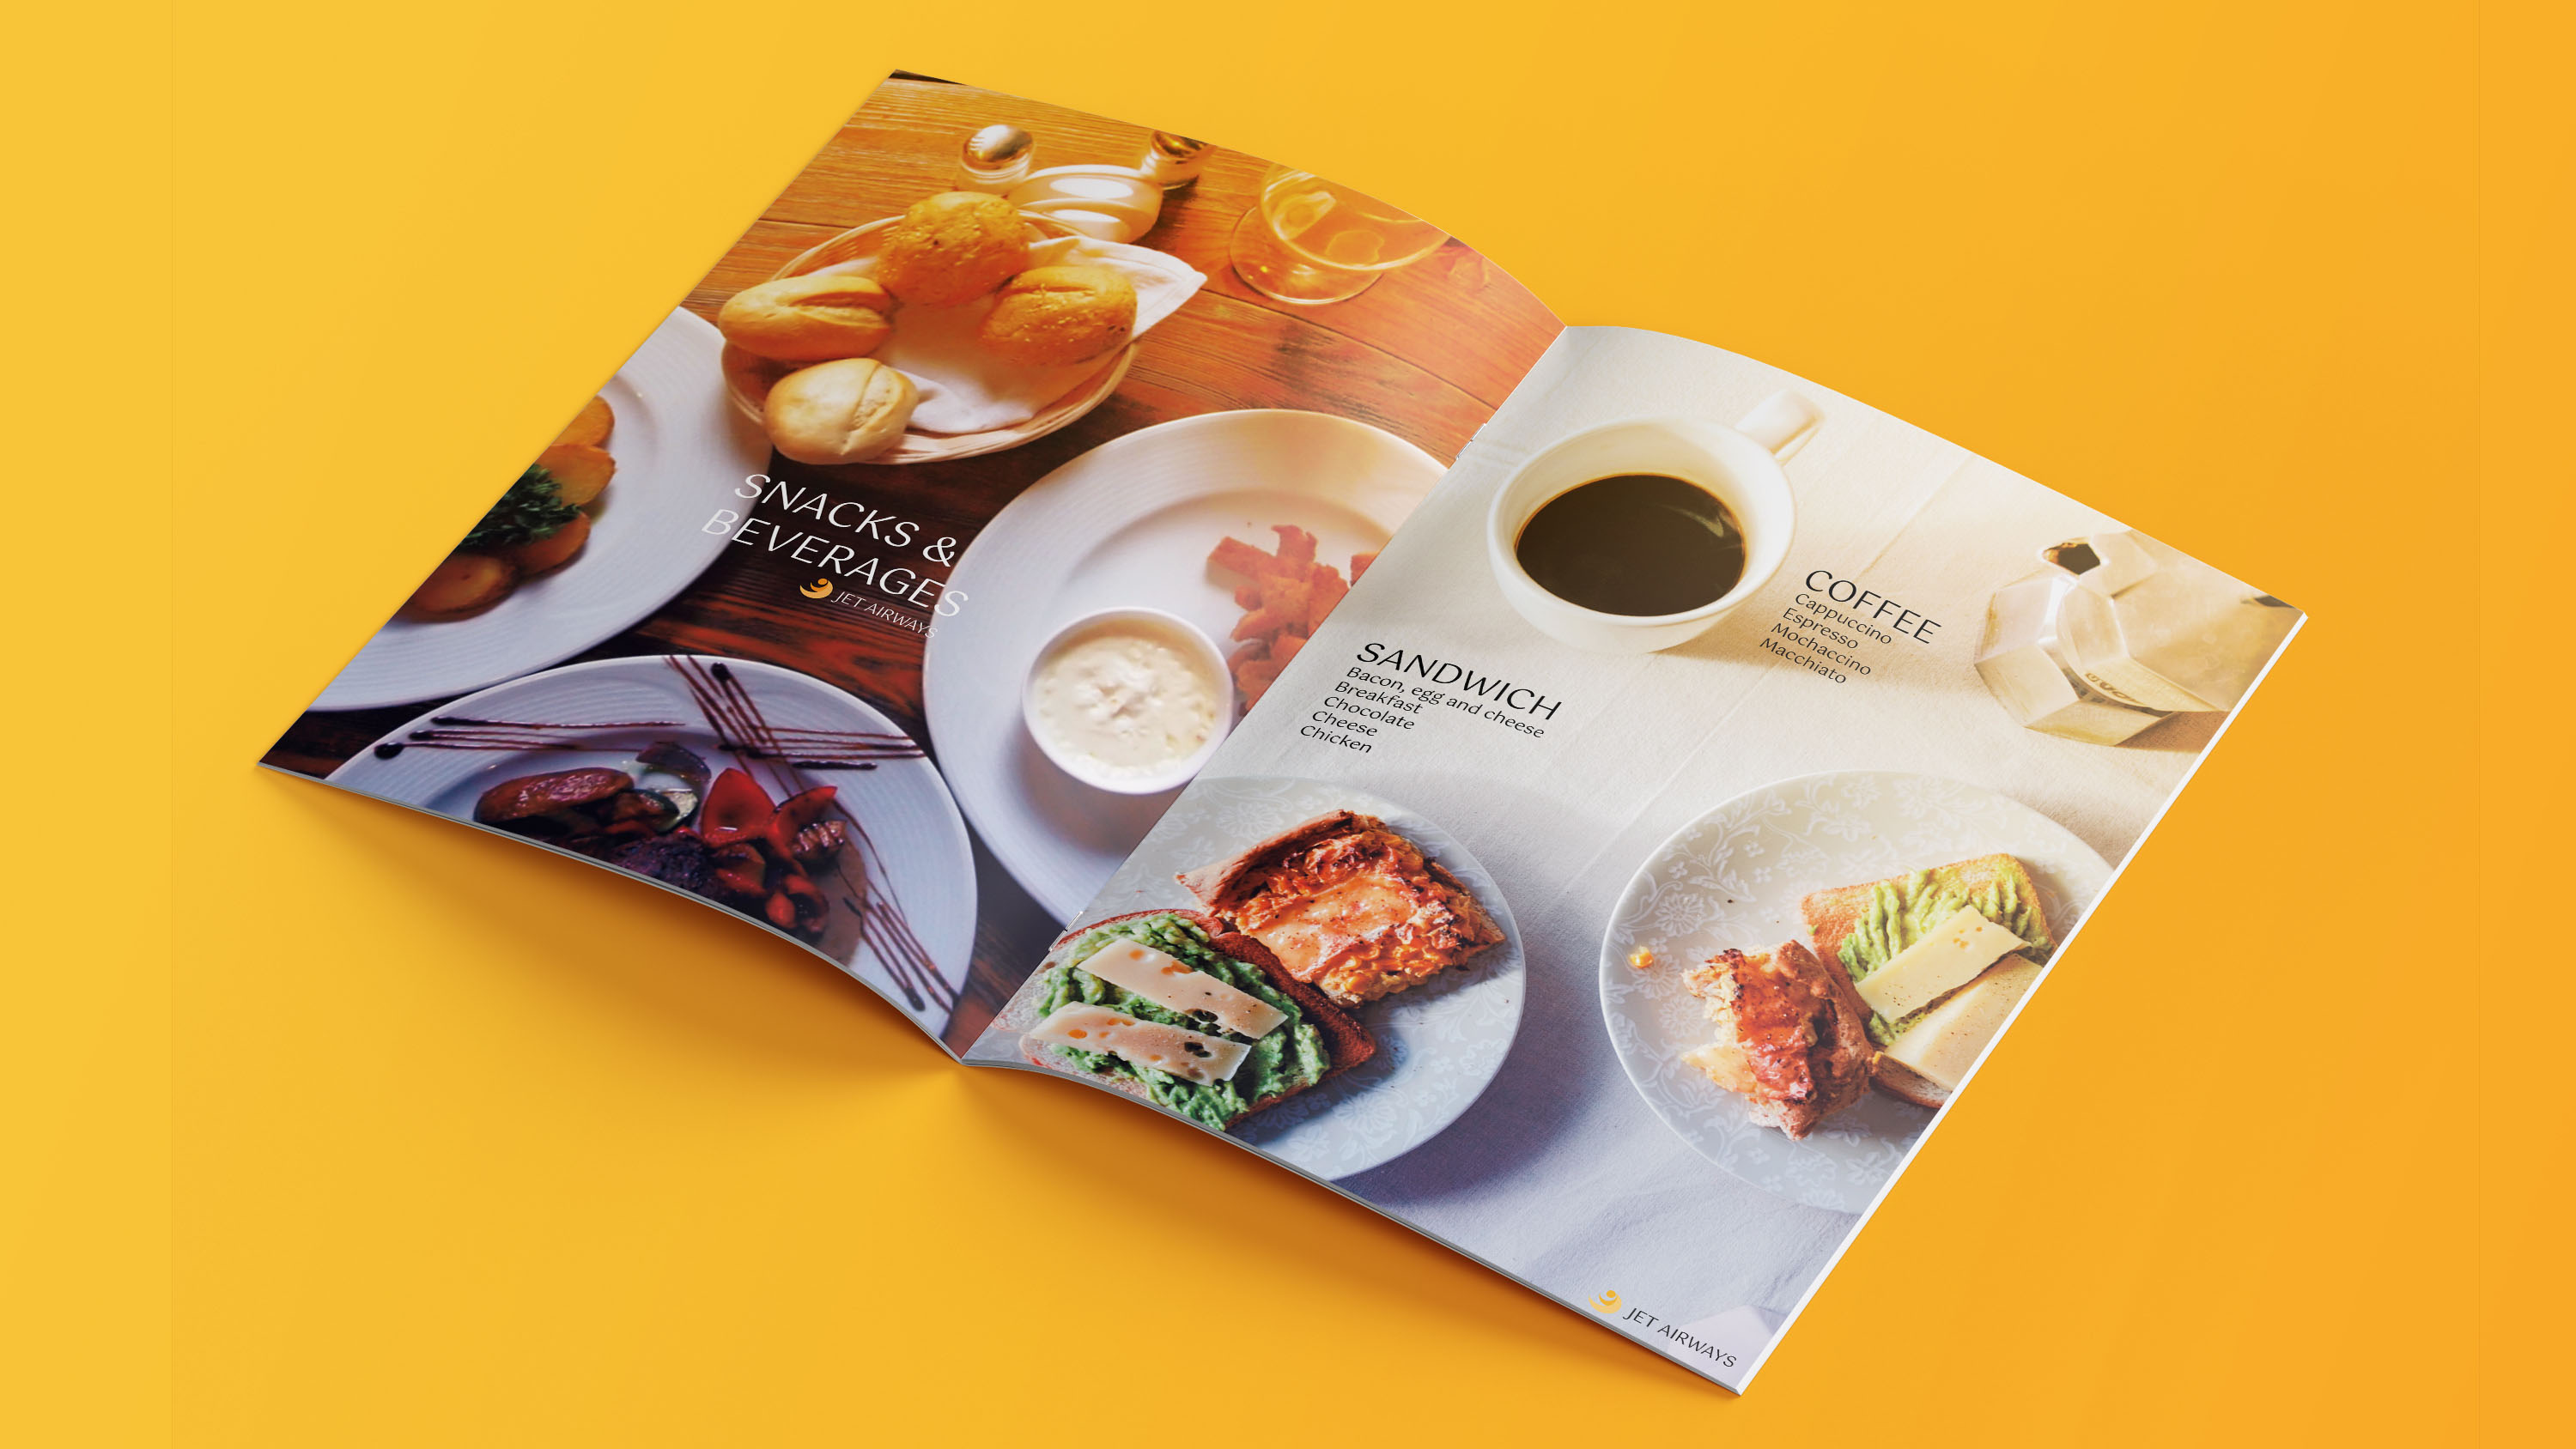 SNACKS &
BEVERAGES
JET AIRWAYS
COFFEE
Cappuccino
Espresso
Mochaccino
Macchiato
SANDWICH
Bacon, egg and cheese
Breakfast
Chocolate
Cheese
Chicken
JET AIRWAYS